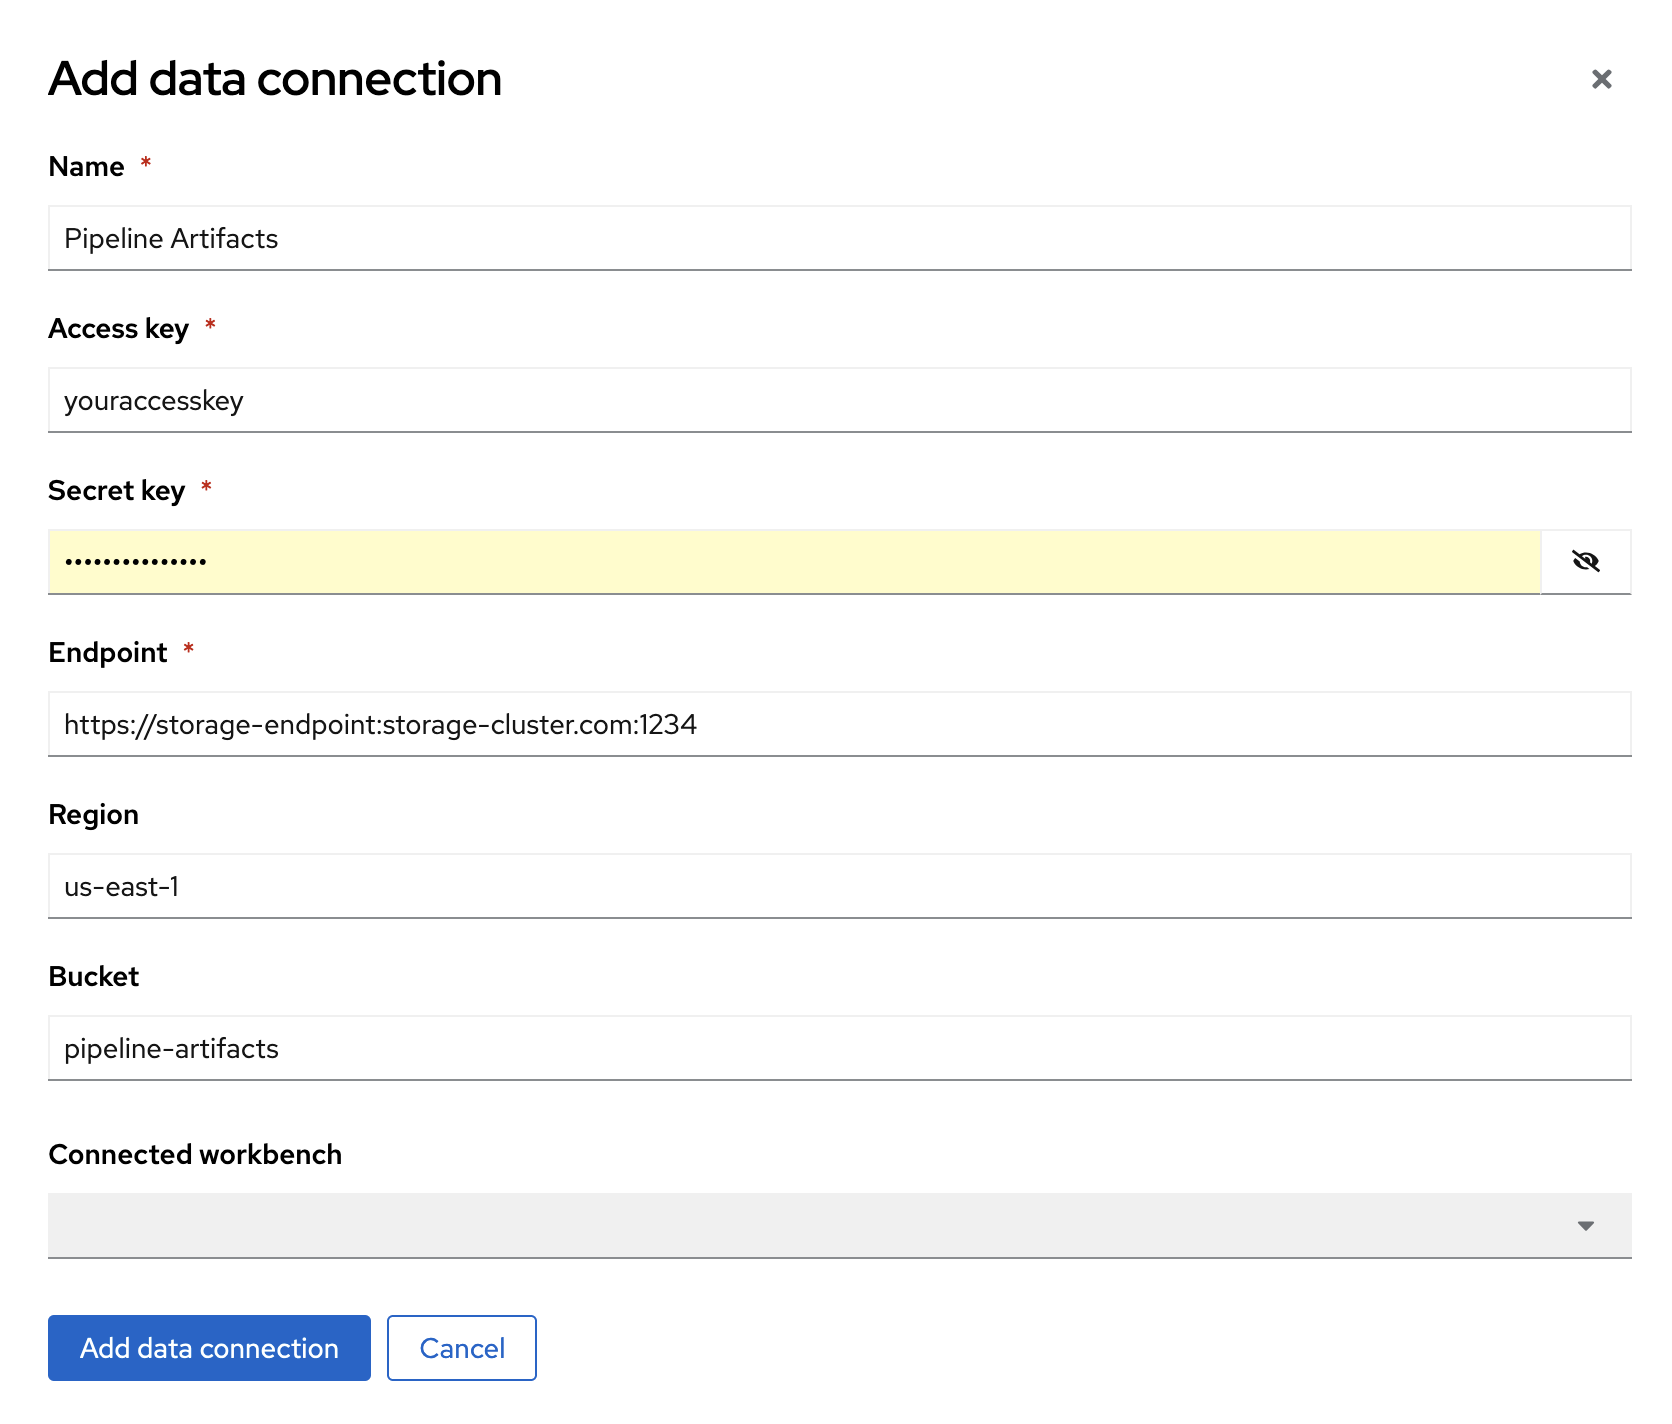 Add data connection
Name *
Pipeline Artifacts
Access key *
youraccesskey
Secret key *
•••••••••••••••
Endpoint *
https://storage-endpoint:storage-cluster.com:1234
Region
us-east-1
Bucket
pipeline-artifacts
Connected workbench
Add data connection Cancel